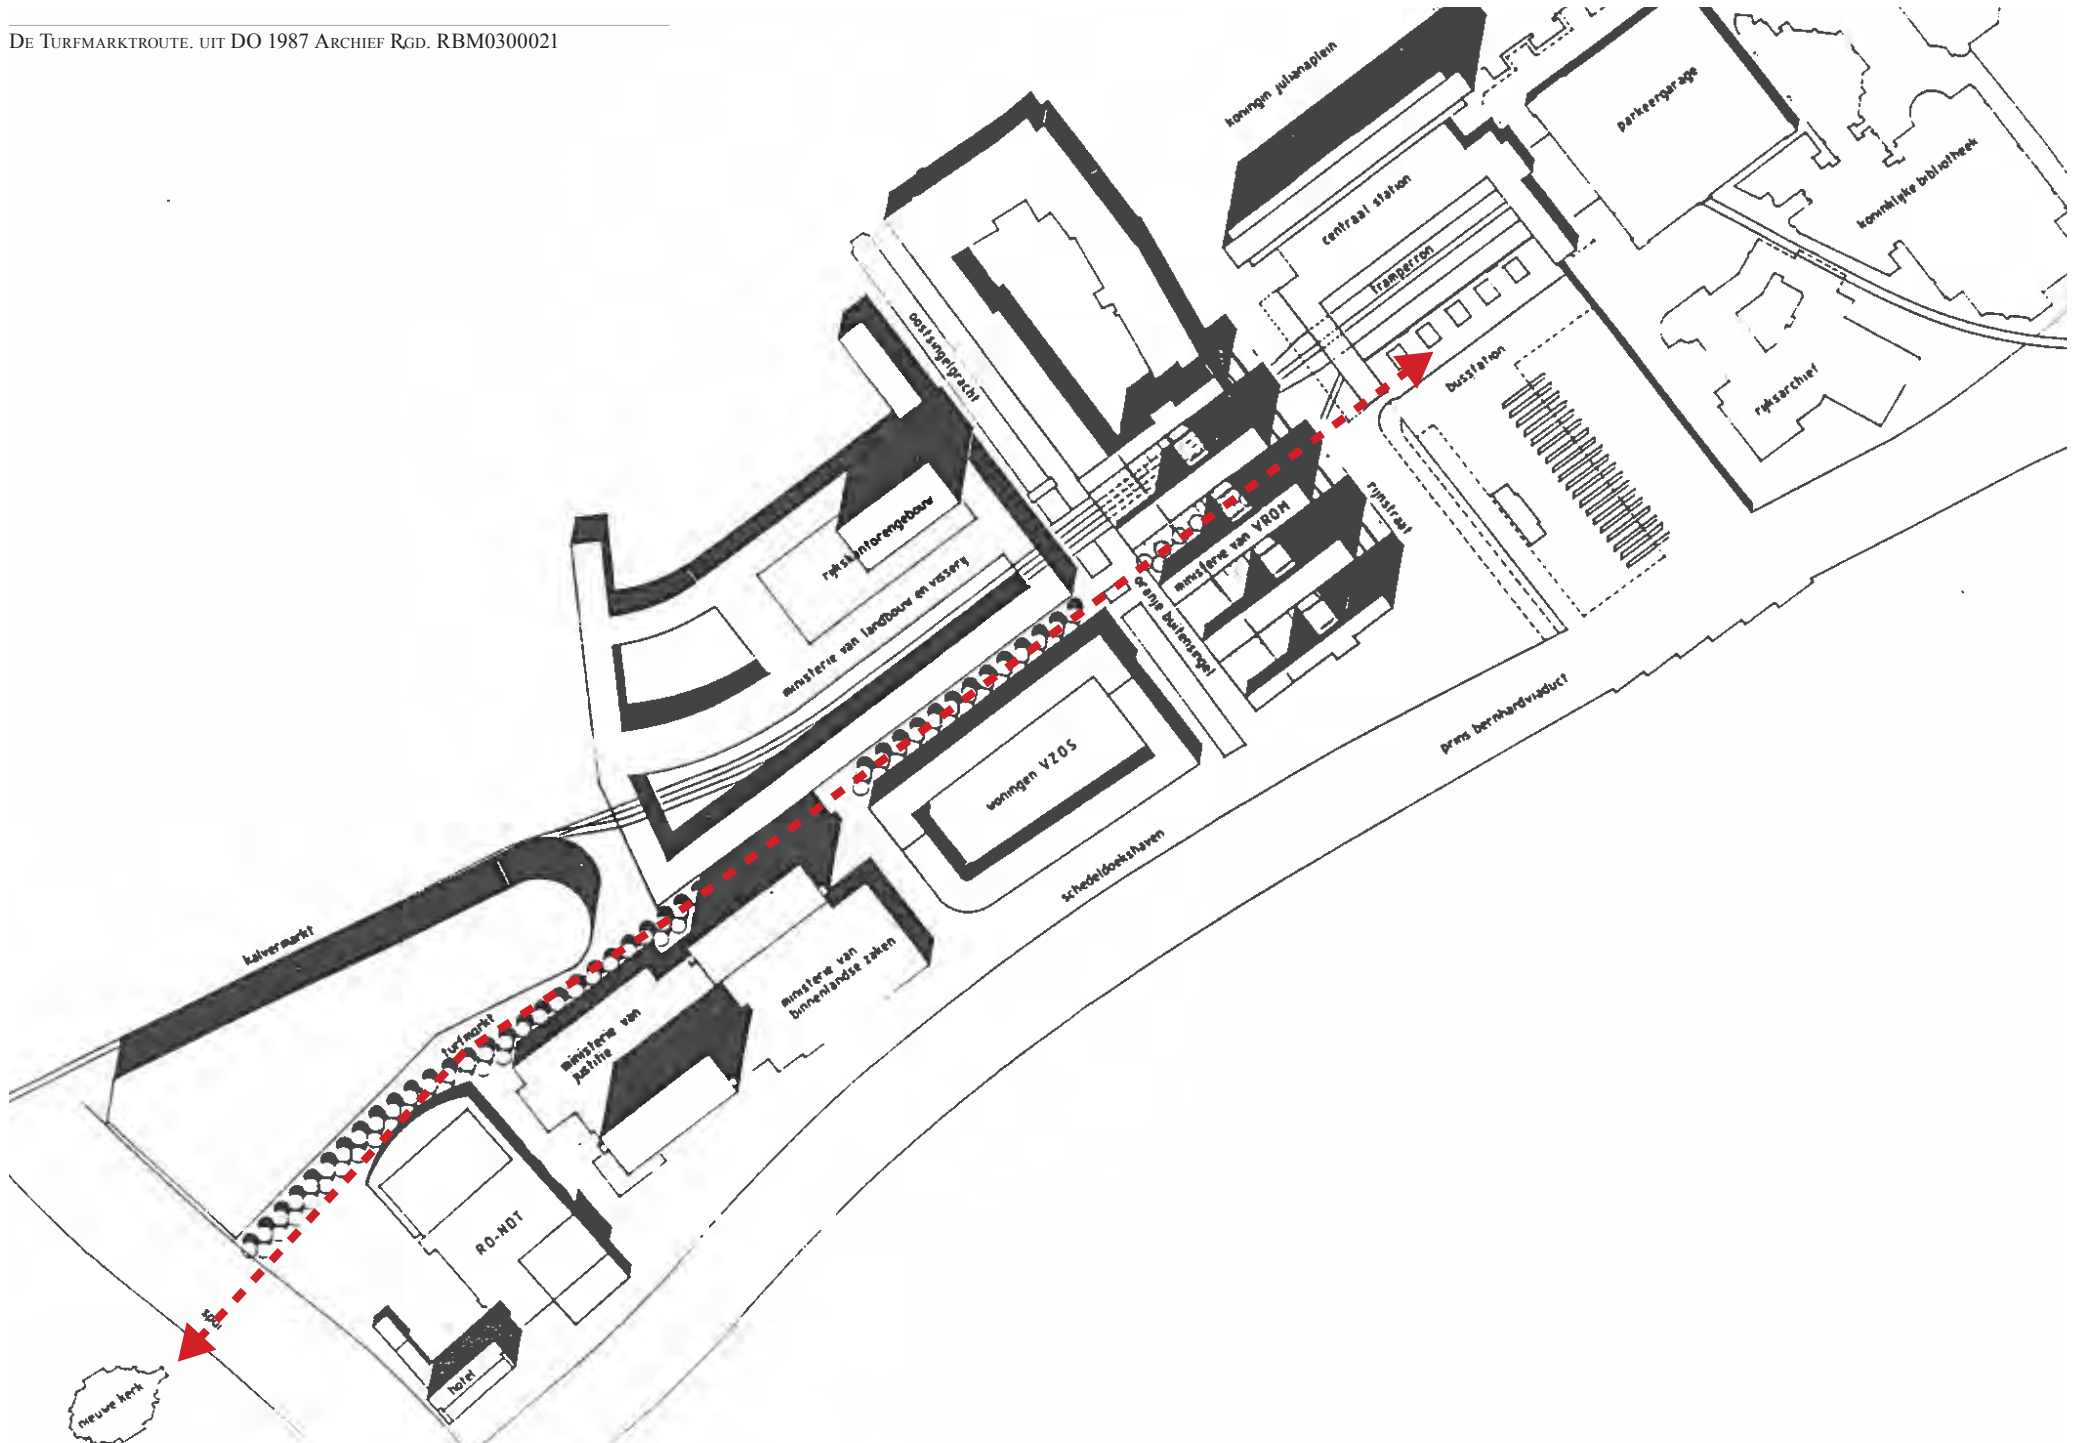 DE TURFMARKTROUTE. UIT DO 1987 ARCHIEF RGD. RBM0300021
koningin julianaplein
parkeergarage
koninklijke bibliotheek
centraal station
tramperron
busstation
rijksarchief
oostsingelgracht
rijkskantorengebouw
ministerie van landbouw en visserij
ministerie van VROM
rijnstraat
oranje buitensingel
prins bernhardviaduct
woningen VZOS
schedeldoekshaven
kalvermarkt
turfmarkt
ministerie van
binnenlandse zaken
ministerie van
justitie
RO-NDT
spui
hotel
nieuwe kerk